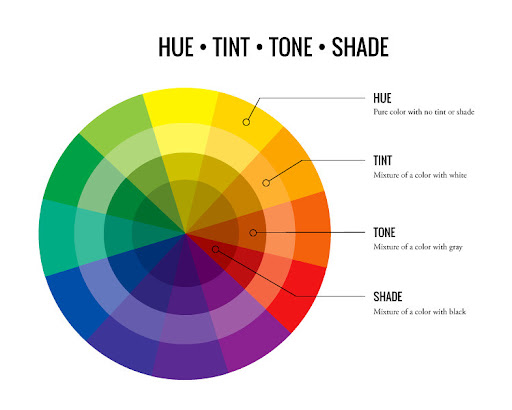 HUE • TINT • TONE • SHADE
HUE
Pure color with no tint or shade
TINT
Mixture of a color with white
TONE
Mixture of a color with gray
SHADE
Mixture of a color with black